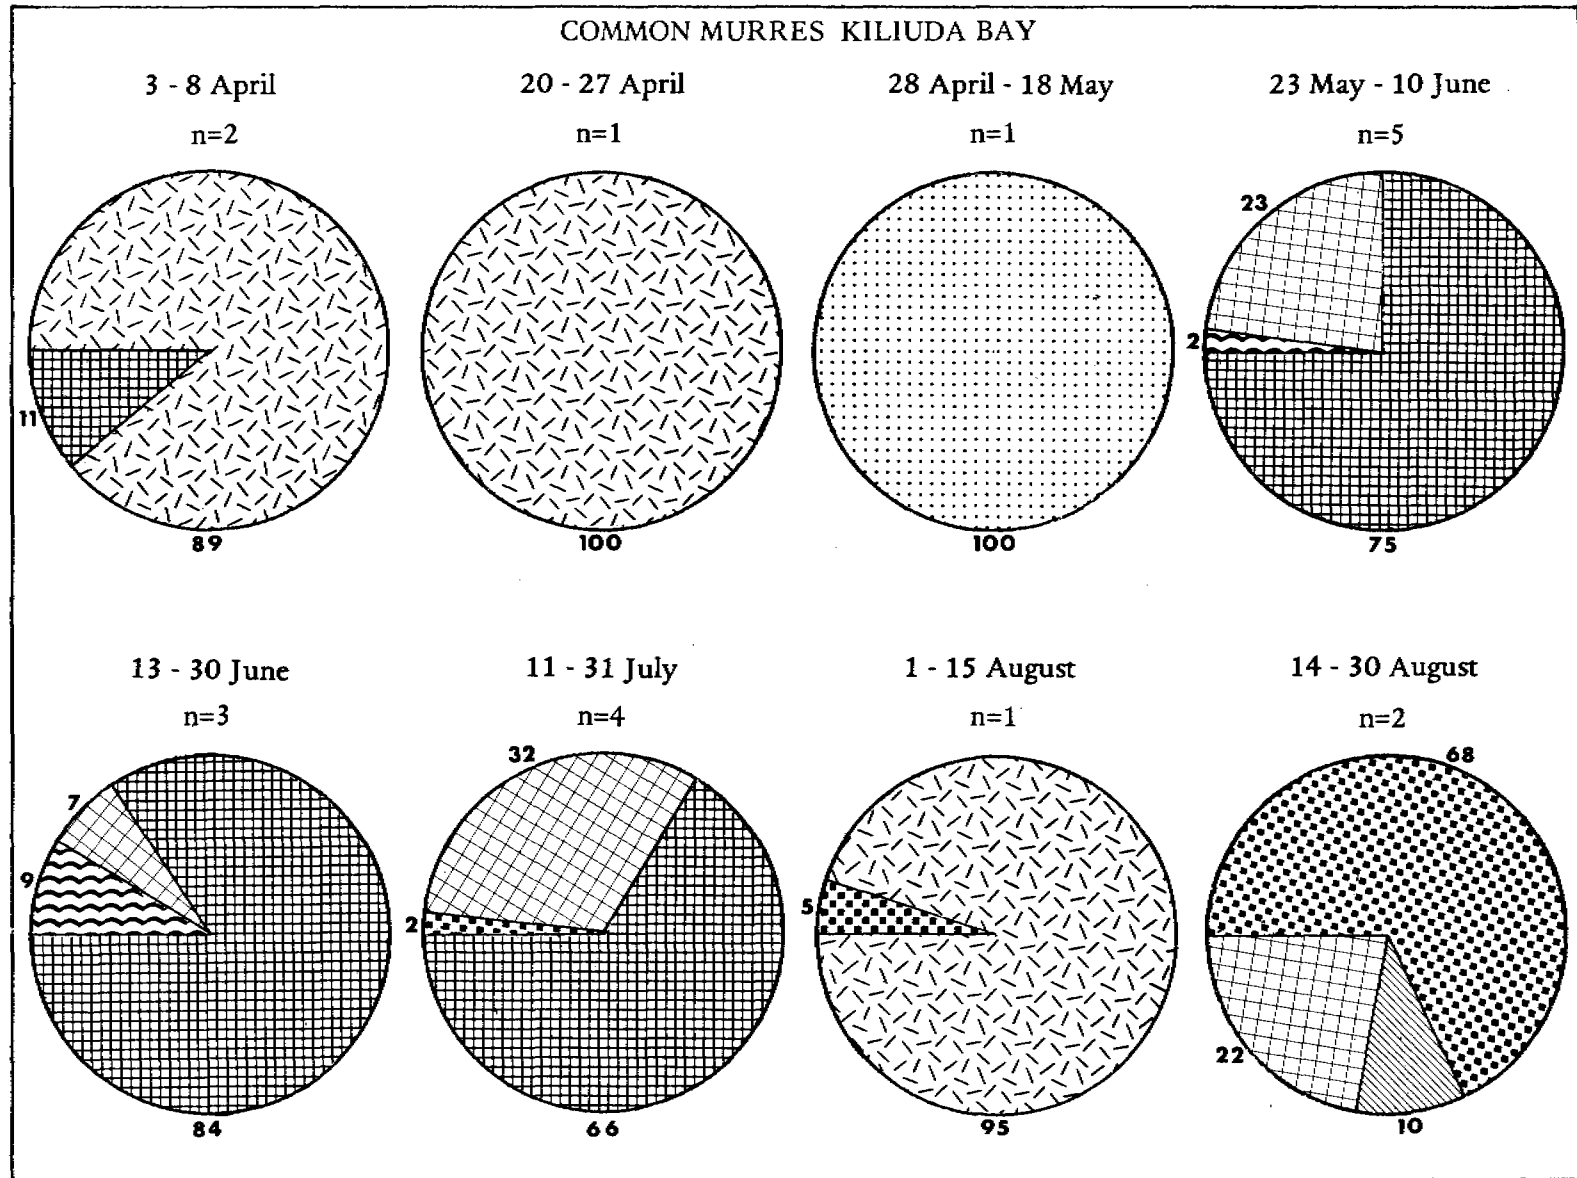 COMMON MURRES KILIUDA BAY
3 - 8 April
20 - 27 April
28 April - 18 May
23 May - 10 June
n=2
n=1
n=1
n=5
23
2
11
89
100
100
75
13 - 30 June
11 - 31 July
1 - 15 August
14 - 30 August
n=3
n=4
n=1
n=2
32
68
7
9
5
2
22
84
66
95
10